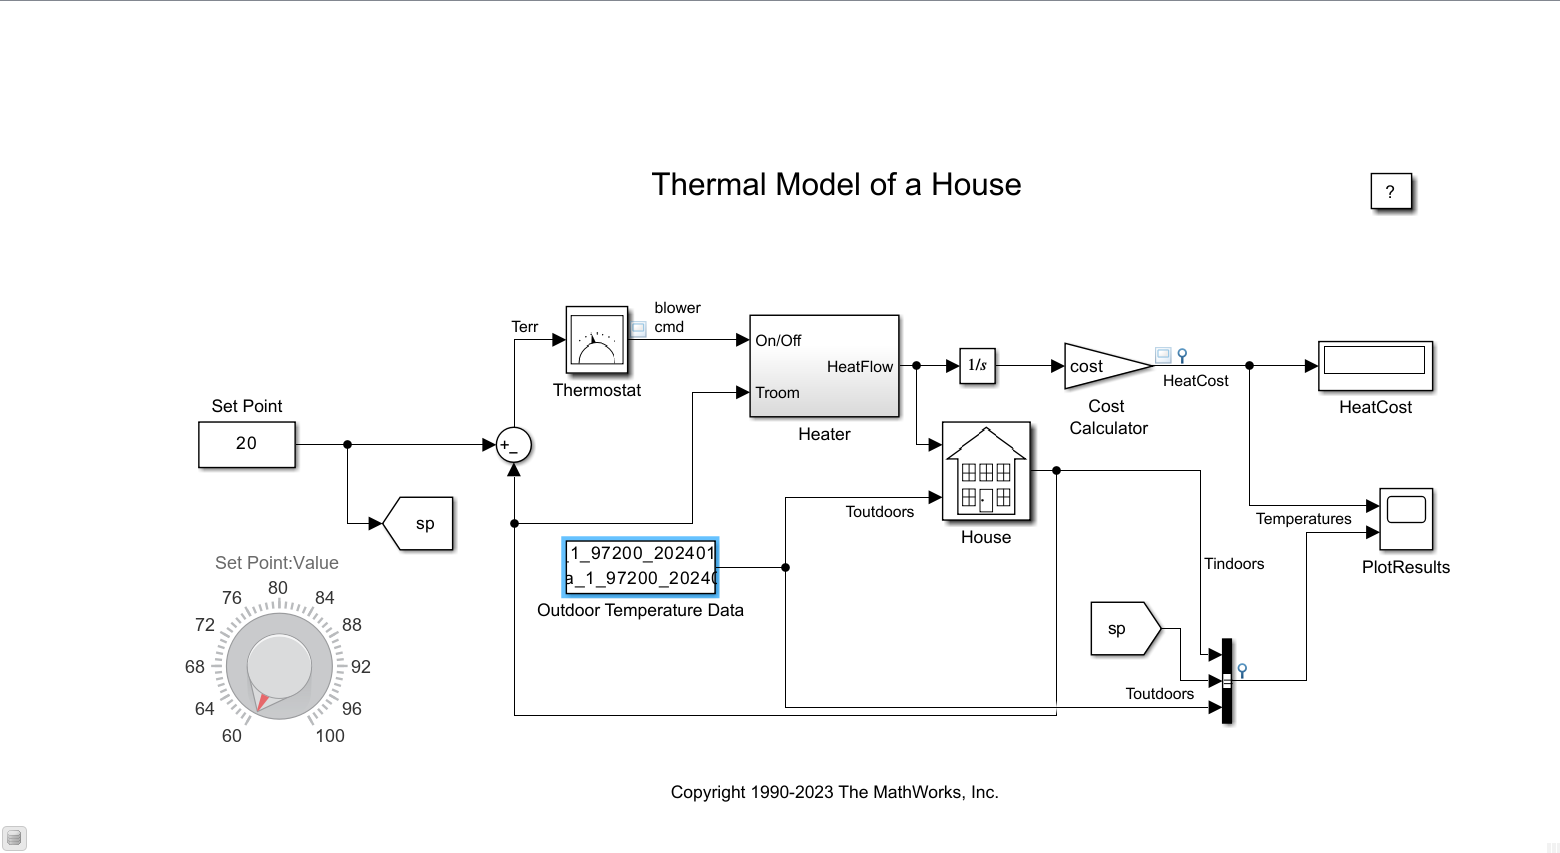 Thermal Model of a House
?
blower
cmd
Terr
On/Off
HeatFlow
Troom
Thermostat
Heater
1/s
cost
HeatCost
Cost
Calculator
HeatCost
Set Point
20
+
−
sp
Toutdoors
House
Temperatures
PlotResults
Tindoors
1_97200_202401
a_1_97200_2024
Outdoor Temperature Data
Set Point:Value
80
76
84
72
88
68
92
64
96
60
100
sp
Toutdoors
Copyright 1990-2023 The MathWorks, Inc.